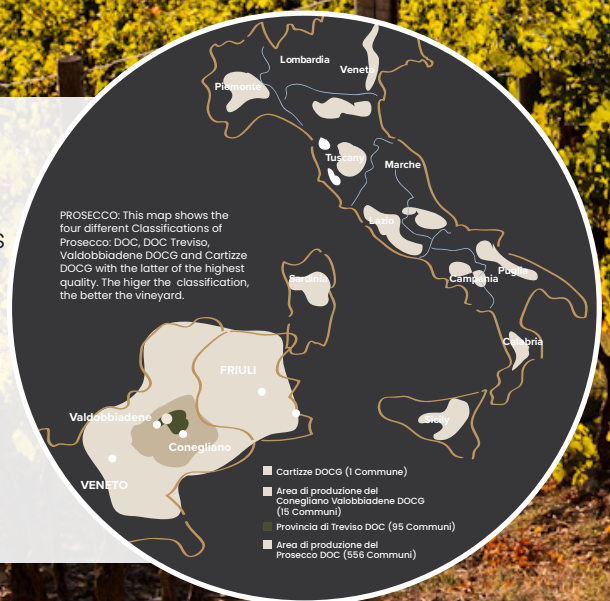 Lombardia
Veneto
Piemonte
Tuscany
Marche
PROSECCO: This map shows the
four different Classifications of
Prosecco: DOC, DOC Treviso,
Valdobbiadene DOCG and Cartizze
DOCG with the latter of the highest
quality. The higer the classification,
the better the vineyard.
S
Lazio
Sardinia
Campania
Puglia
Calabria
Sicily
FRIULI
Valdobbiadene
Conegliano
VENETO
Cartizze DOCG (1 Commune)
Area di produzione del
Conegliano Valobbiadene DOCG
(15 Communi)
Provincia di Treviso DOC (95 Communi)
Area di produzione del
Prosecco DOC (556 Communi)